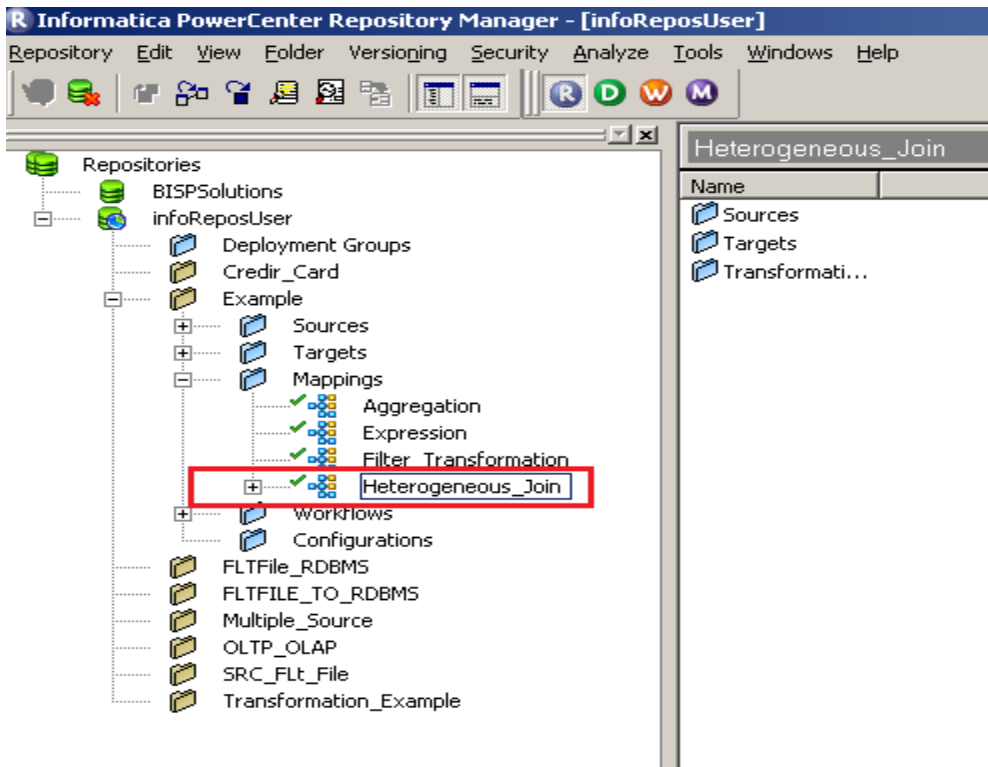 Informatica PowerCenter Repository Manager - [infoReposUser]
Repository Edit View Folder Versioning Security Analyze Tools Windows Help
R D W M
Repositories
BISPSolutions
infoReposUser
Deployment Groups
Credir_Card
Example
Sources
Targets
Mappings
Aggregation
Expression
Filter_Transformation
Heterogeneous_Join
Workflows
Configurations
FLTFile_RDBMS
FLTFILE_TO_RDBMS
Multiple_Source
OLTP_OLAP
SRC_FLt_File
Transformation_Example
Heterogeneous_Join
Name
Sources
Targets
Transformati...